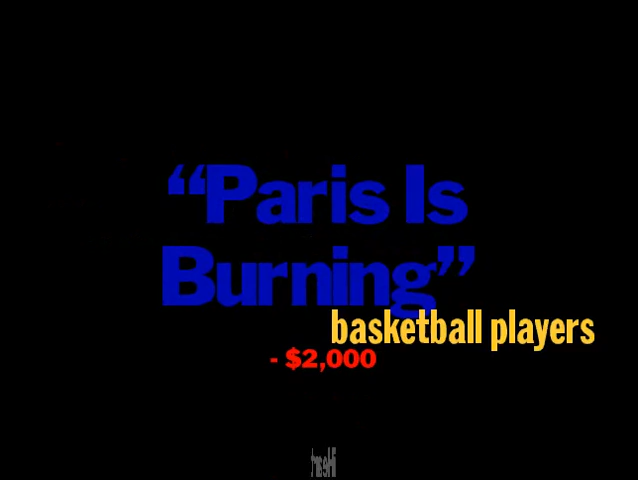 “Paris Is
Burning”
basketball players
- $2,000